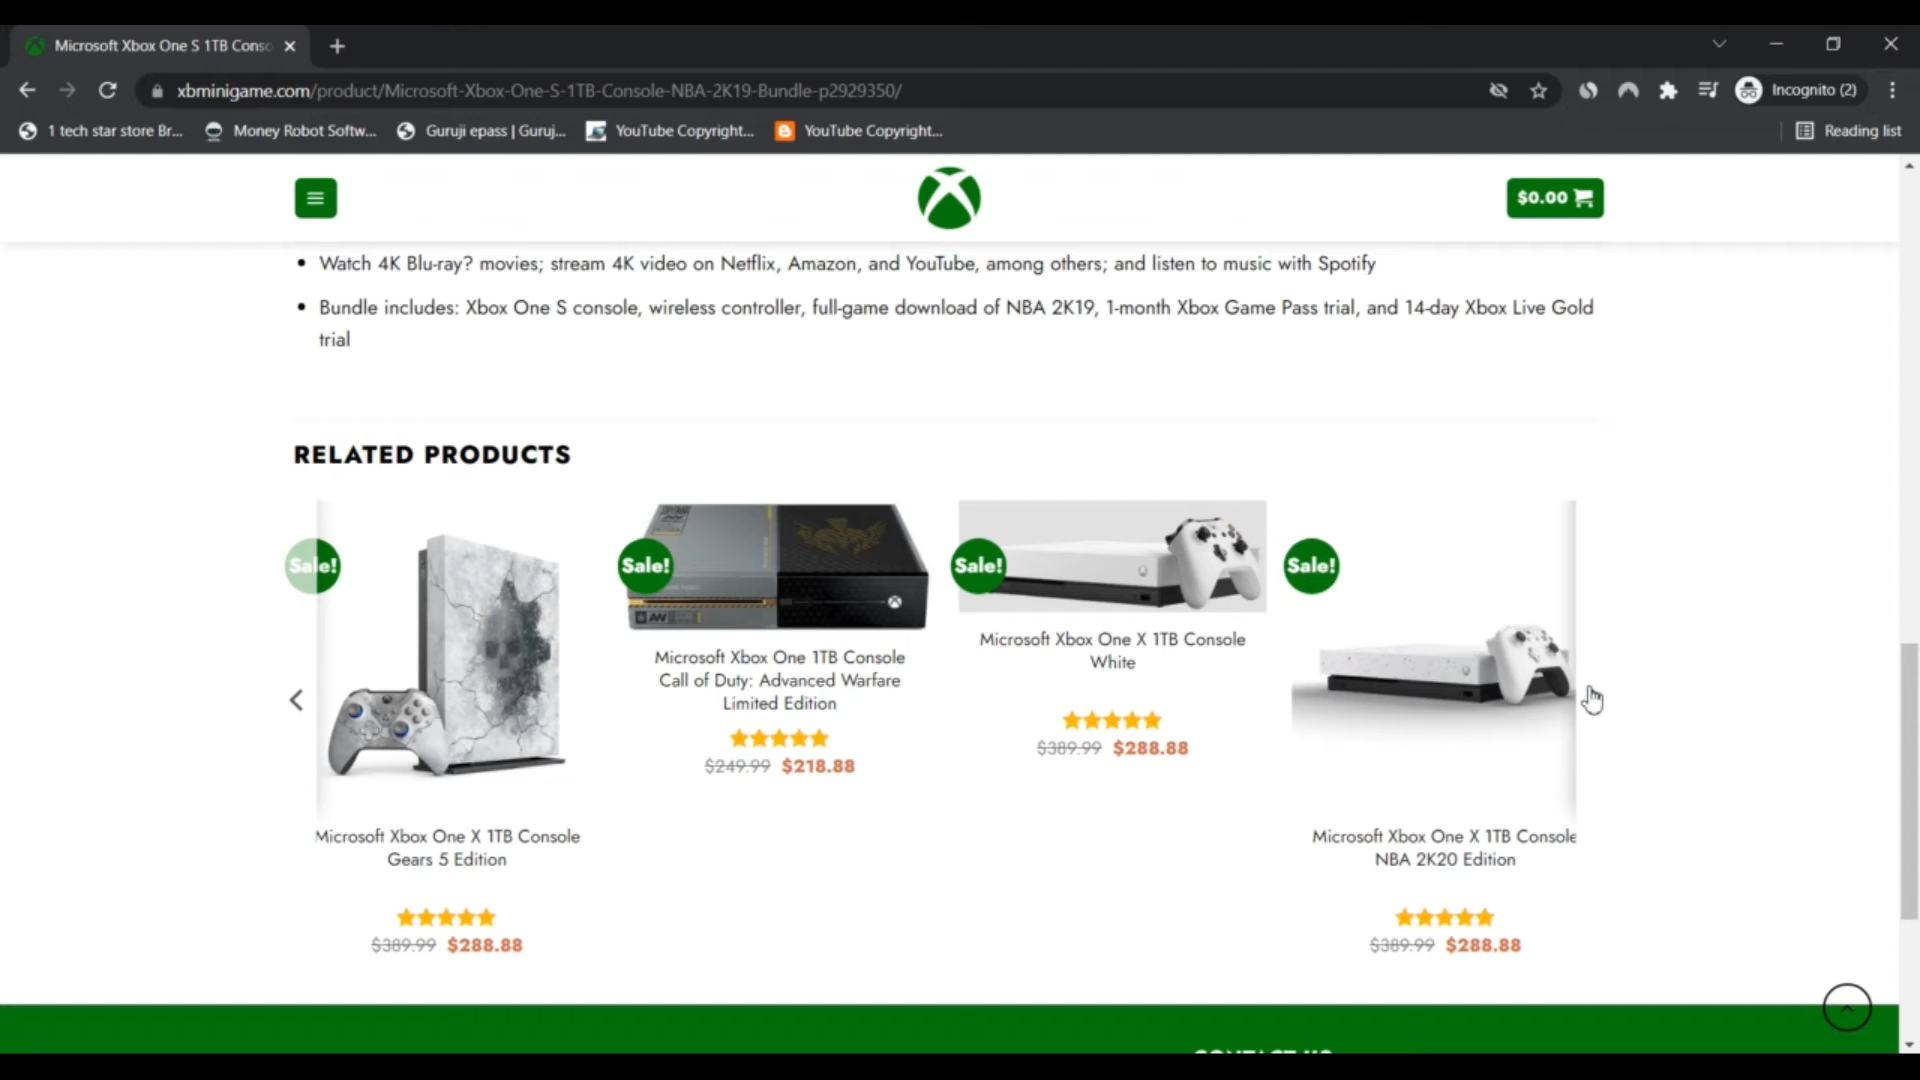 Microsoft Xbox One S 1TB Conso
xbminigame.com/product/Microsoft-Xbox-One-S-1TB-Console-NBA-2K19-Bundle-p2929350/
Incognito (2)
1 tech star store Br...
Money Robot Softw...
Guruji epass | Guruj...
YouTube Copyright...
YouTube Copyright...
Reading list
$0.00
Watch 4K Blu-ray? movies; stream 4K video on Netflix, Amazon, and YouTube, among others; and listen to music with Spotify
Bundle includes: Xbox One S console, wireless controller, full-game download of NBA 2K19, 1-month Xbox Game Pass trial, and 14-day Xbox Live Gold
trial
RELATED PRODUCTS
Sale!
Microsoft Xbox One X 1TB Console
Gears 5 Edition
$389.99 $288.88
Sale!
AW
Microsoft Xbox One 1TB Console
Call of Duty: Advanced Warfare
Limited Edition
$249.99 $218.88
Sale!
Microsoft Xbox One X 1TB Console
White
$389.99 $288.88
Sale!
Microsoft Xbox One X 1TB Console
NBA 2K20 Edition
$389.99 $288.88
CONTACT US